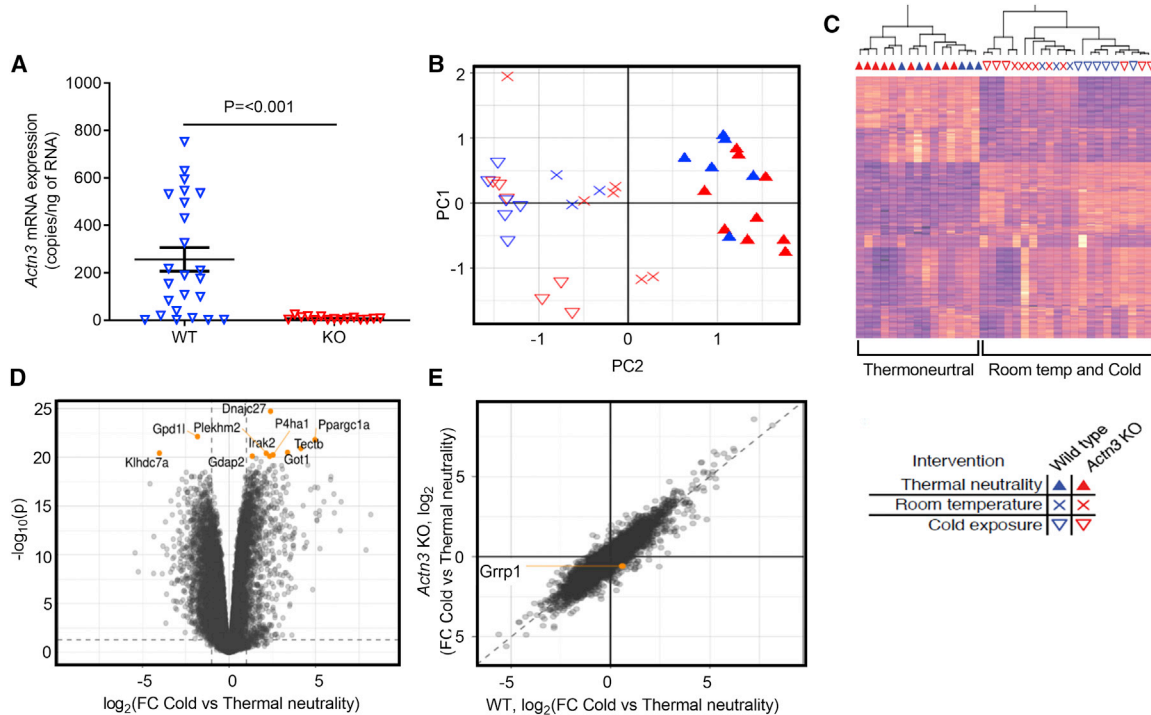 A
P=<0.001
Actn3 mRNA expression
(copies/ng of RNA)
1000
800
600
400
200
0
WT
KO
B
2
1
0
-1
PC1
-1
0
1
PC2
C
Thermoneurtral
Room temp and Cold
D
25
20
15
10
5
0
-log10(p)
Dnajc27
Gpd1l
Plekhm2
P4ha1
Ppargc1a
Irak2
Tectb
Klhdc7a
Gdap2
Got1
-5
0
5
log2(FC Cold vs Thermal neutrality)
E
Actn3 KO, log2
(FC Cold vs Thermal neutrality)
5
0
5
Grrp1
-5
0
5
WT, log2(FC Cold vs Thermal neutrality)
Intervention
Wild type
Actn3 KO
Thermal neutrality
Room temperature
Cold exposure